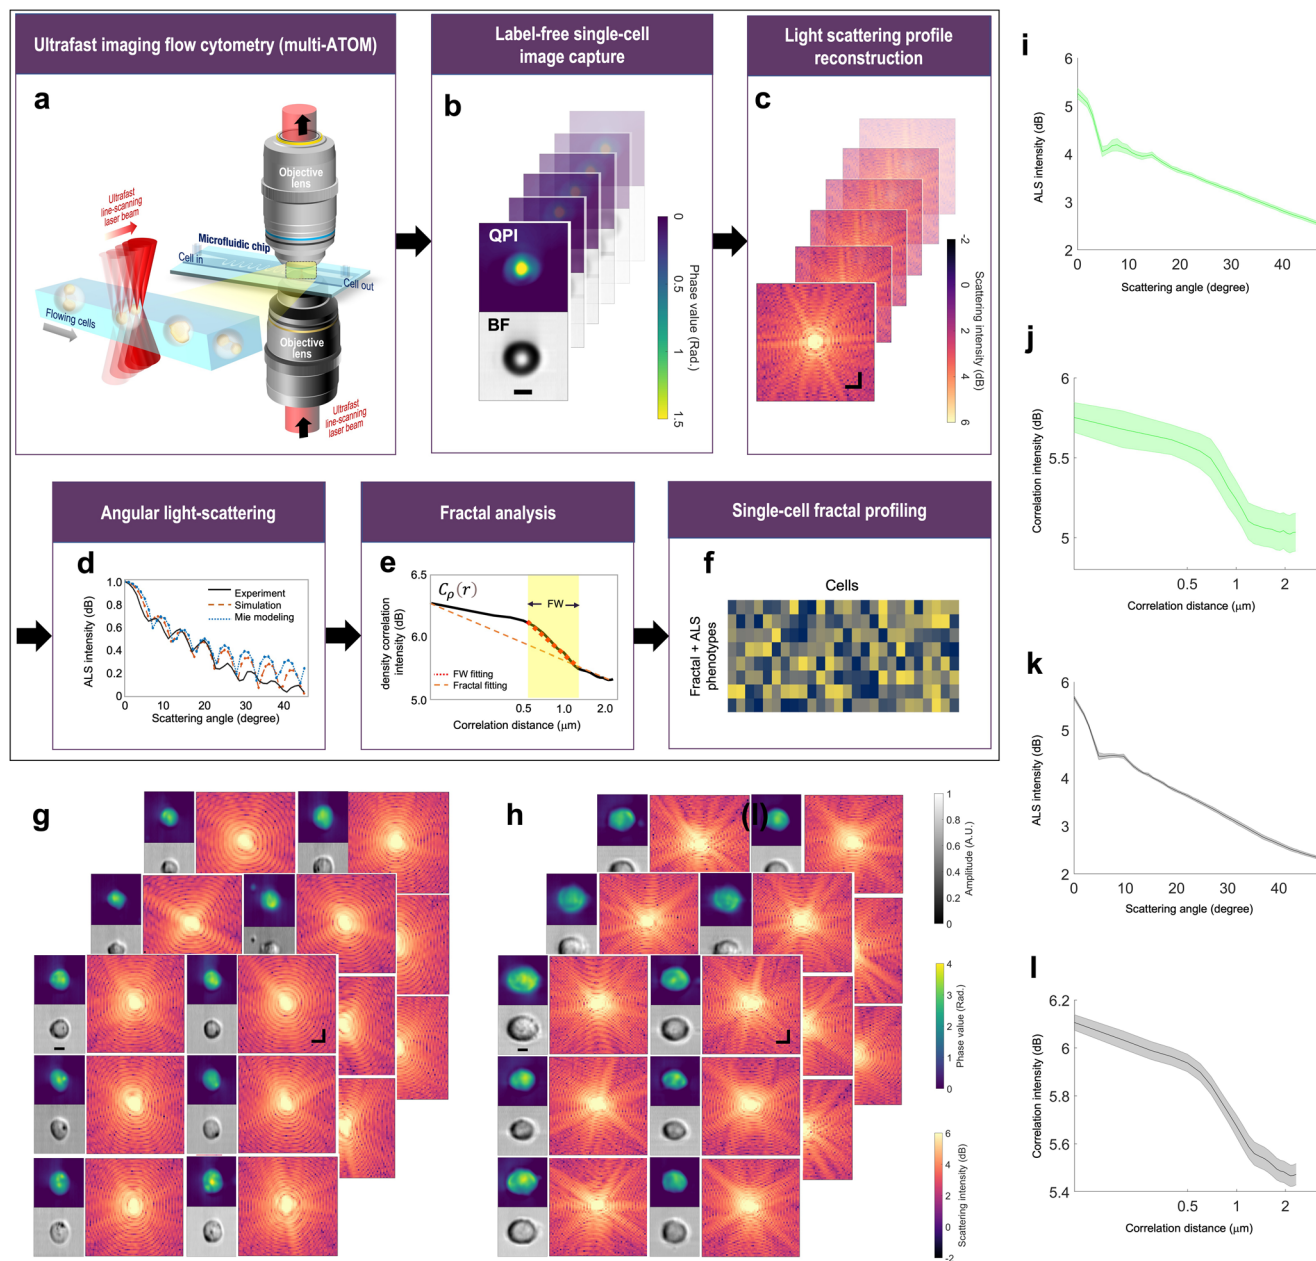 Ultrafast imaging flow cytometry (multi-ATOM)
Label-free single-cell
image capture
Light scattering profile
reconstruction
a
Objective
lens
Ultrafast
line-scanning
laser beam
Microfluidic chip
Cell in
Cell out
Flowing cells
Objective
lens
Ultrafast
line-scanning
laser beam
b
QPI
BF
0
0.5
1
1.5
Phase value (Rad.)
c
-2
0
2
4
6
Scattering intensity (dB)
Angular light-scattering
Fractal analysis
Single-cell fractal profiling
d
ALS intensity (dB)
1.0
0.8
0.6
0.4
0.2
0
Experiment
Simulation
Mie modeling
0
10
20
30
40
Scattering angle (degree)
e
density correlation
intensity (dB)
6.5
6.0
5.0
Cρ(r)
FW
FW fitting
Fractal fitting
0.5
1.0
2.0
Correlation distance (μm)
f
Cells
Fractal + ALS
phenotypes
g
h
(l)
1
0.8
0.6
0.4
0.2
0
Amplitude (A.U.)
4
3
2
1
0
Phase value (Rad.)
6
4
2
0
-2
Scattering intensity (dB)
i
6
5
4
3
2
ALS intensity (dB)
0
10
20
30
40
Scattering angle (degree)
j
6
5.5
5
Correlation intensity (dB)
0.5
1
2
Correlation distance (μm)
k
6
5
4
3
2
ALS intensity (dB)
0
10
20
30
40
Scattering angle (degree)
l
6.2
6
5.8
5.6
5.4
Correlation intensity (dB)
0.5
1
2
Correlation distance (μm)